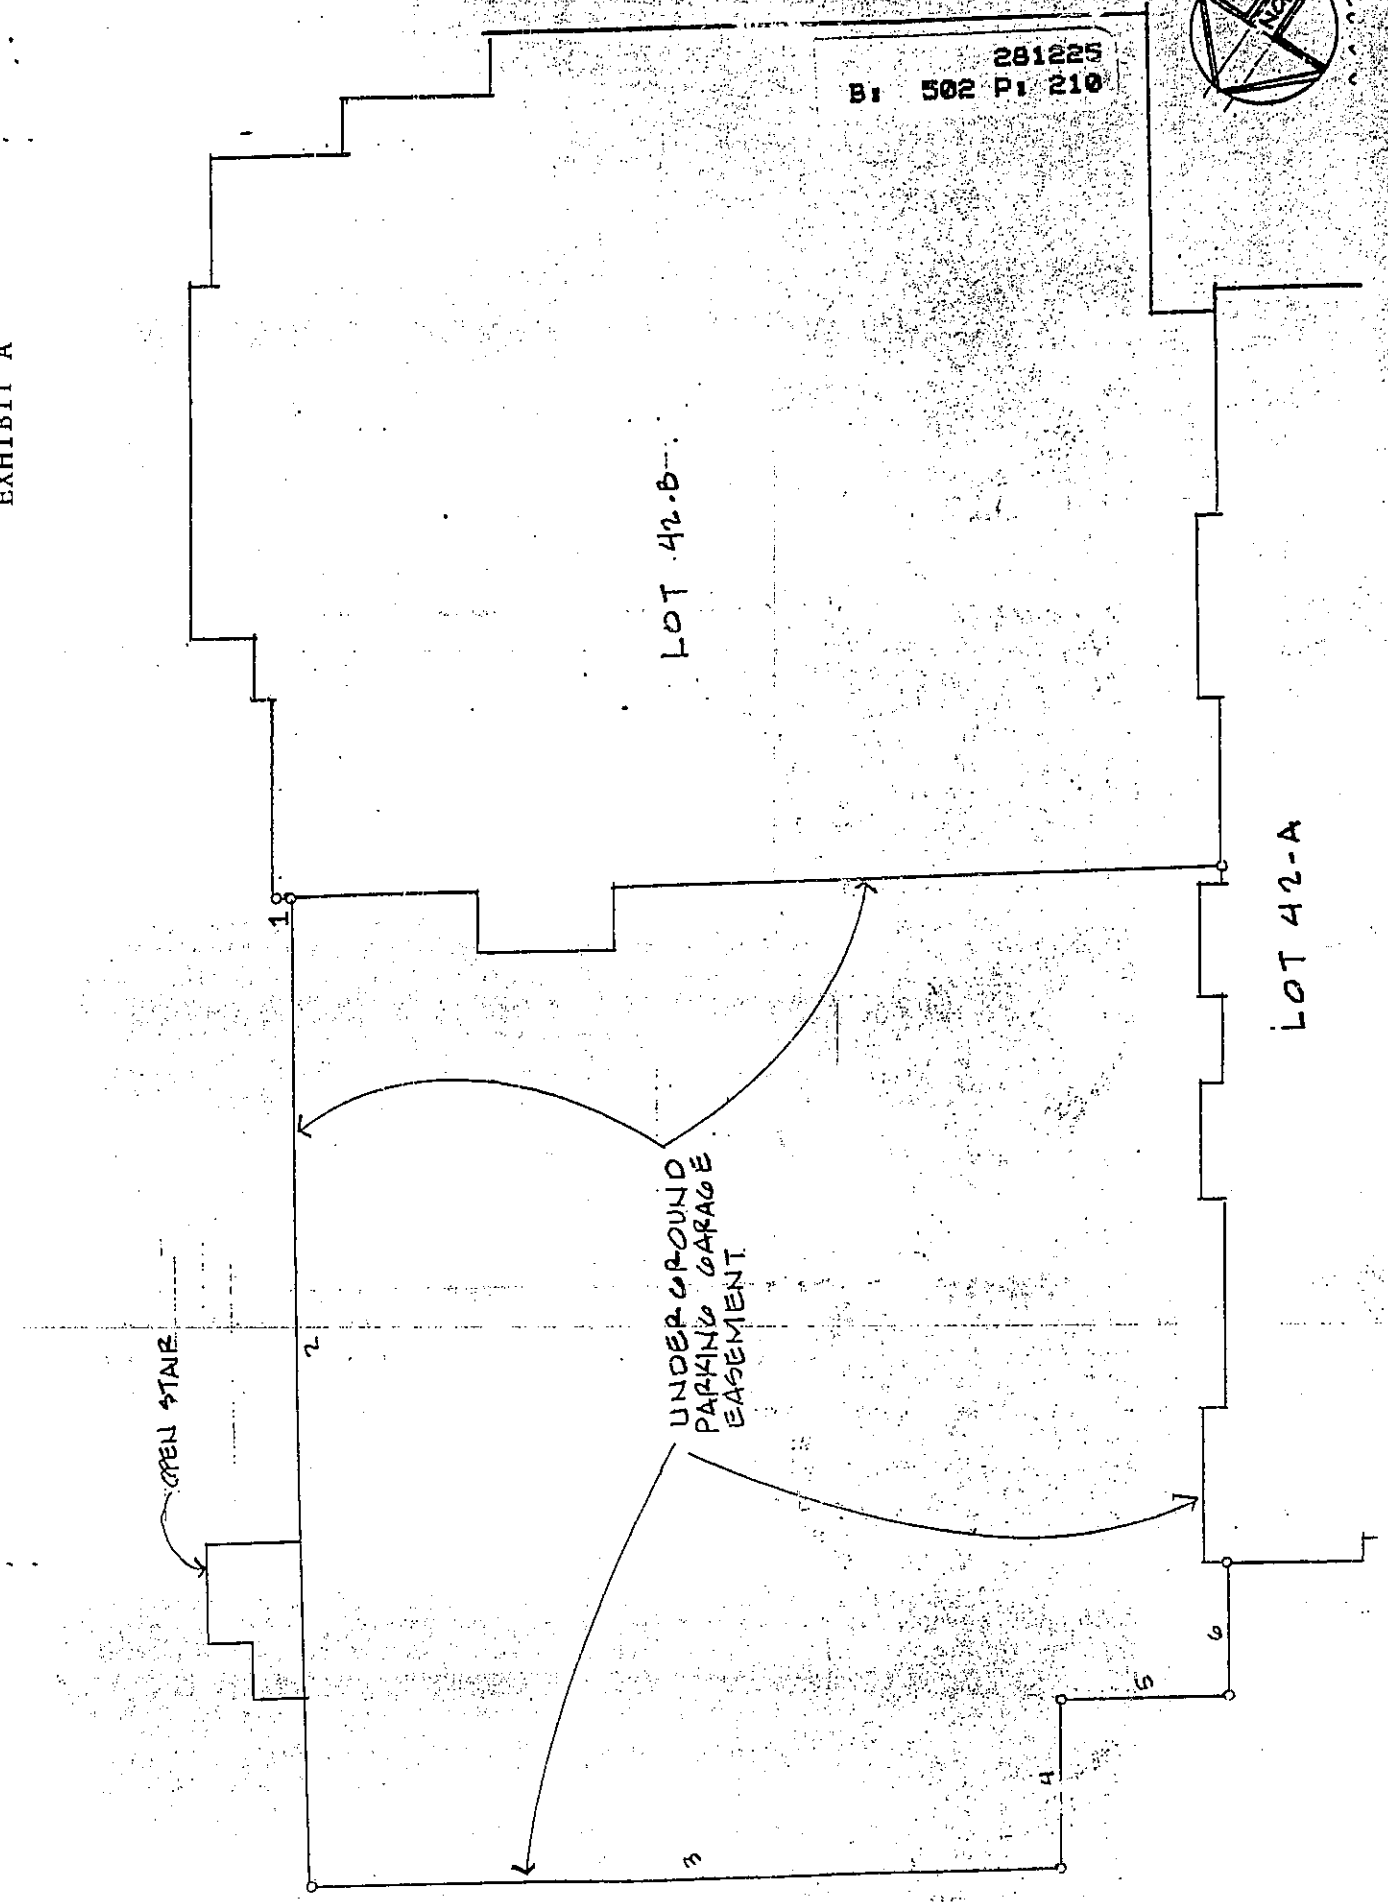 EXHIBIT A
281225
B: 502 P: 210
LOT 42-B
LOT 42-A
UNDERGROUND
PARKING GARAGE
EASEMENT
OPEN STAIR
1
2
3
4
5
6